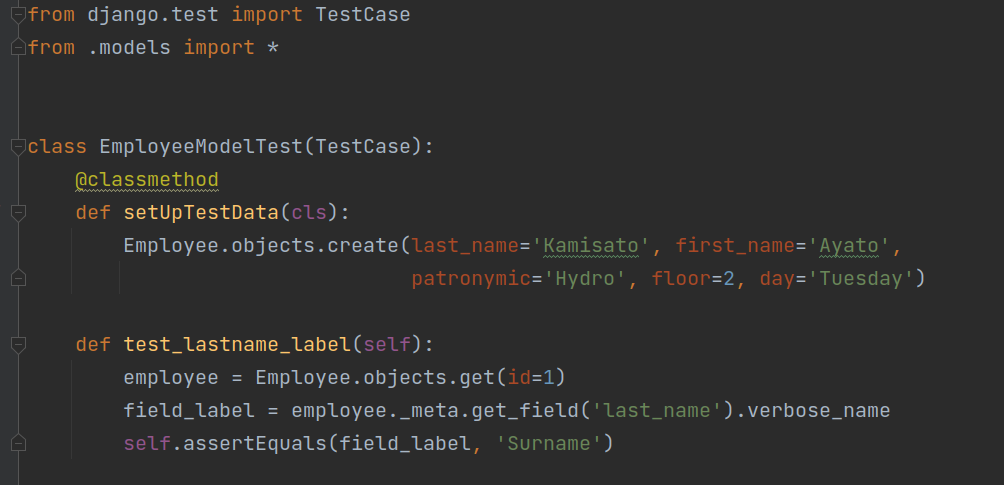 from django.test import TestCase
from .models import *
class EmployeeModelTest(TestCase):
@classmethod
def setUpTestData(cls):
Employee.objects.create(last_name='Kamisato', first_name='Ayato',
patronymic='Hydro', floor=2, day='Tuesday')
def test_lastname_label(self):
employee = Employee.objects.get(id=1)
field_label = employee._meta.get_field('last_name').verbose_name
self.assertEquals(field_label, 'Surname')